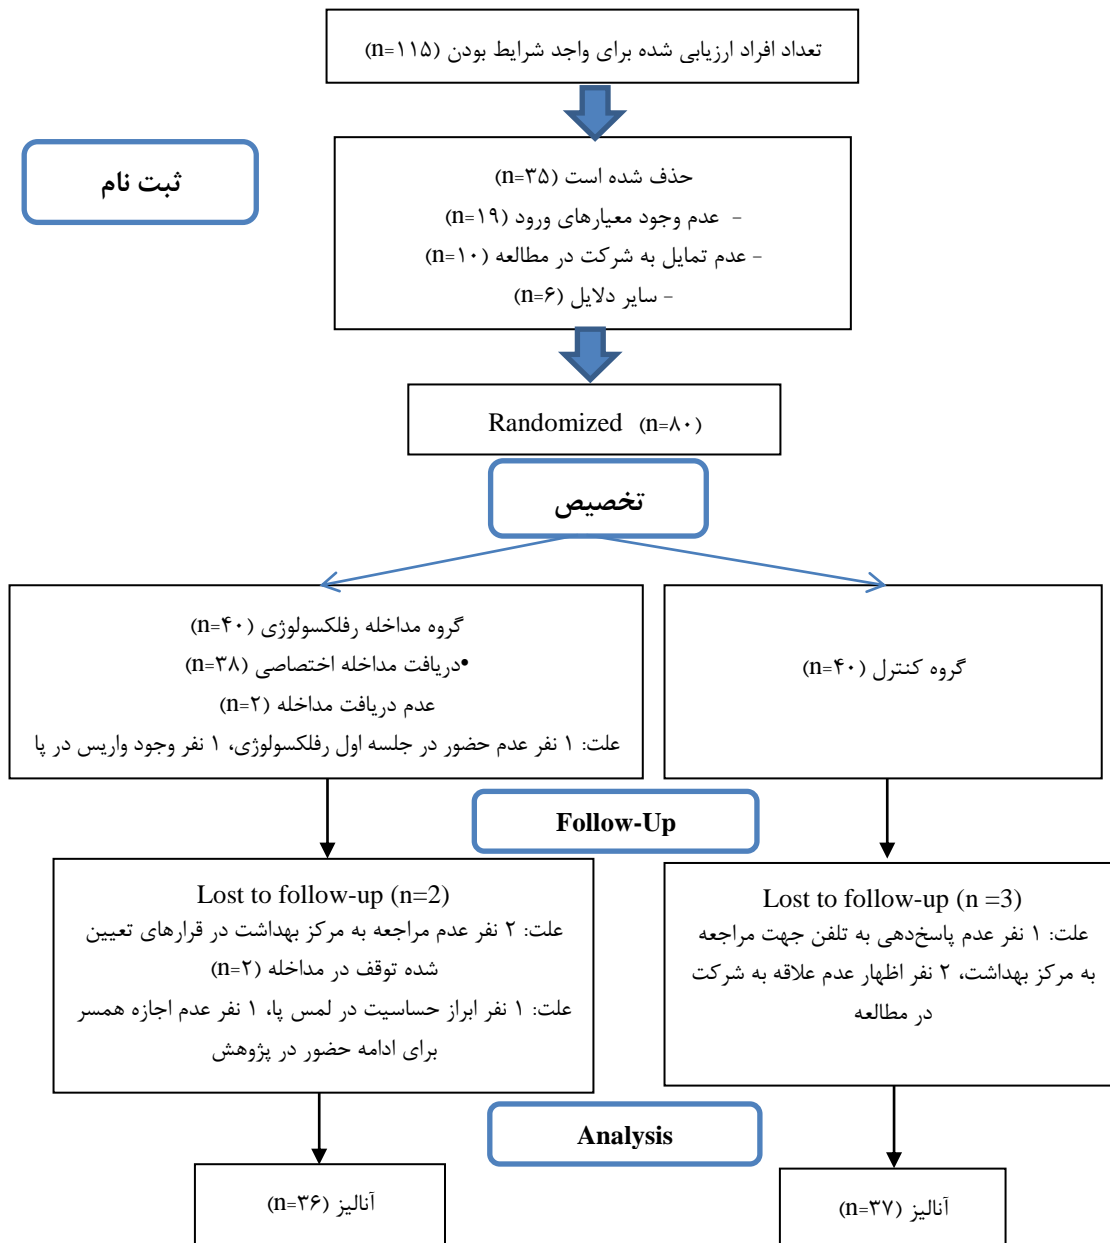 تعداد افراد ارزیابی شده برای واجد شرایط بودن (n=۱۱۵)
ثبت نام
حذف شده است (n=۳۵)
- عدم وجود معیارهای ورود (n=۱۹)
- عدم تمایل به شرکت در مطالعه (n=۱۰)
- سایر دلایل (n=۶)
Randomized (n=۸۰)
تخصیص
گروه مداخله رفلکسولوژی (n=۴۰)
•دریافت مداخله اختصاصی (n=۳۸)
عدم دریافت مداخله (n=۲)
علت: ۱ نفر عدم حضور در جلسه اول رفلکسولوژی، ۱ نفر وجود واریس در پا
گروه کنترل (n=۴۰)
Follow-Up
Lost to follow-up (n=2)
علت: ۲ نفر عدم مراجعه به مرکز بهداشت در قرارهای تعیین
شده توقف در مداخله (n=۲)
علت: ۱ نفر ابراز حساسیت در لمس پا، ۱ نفر عدم اجازه همسر
برای ادامه حضور در پژوهش
Lost to follow-up (n =3)
علت: ۱ نفر عدم پاسخ‌دهی به تلفن جهت مراجعه
به مرکز بهداشت، ۲ نفر اظهار عدم علاقه به شرکت
در مطالعه
Analysis
آنالیز (n=۳۶)
آنالیز (n=۳۷)